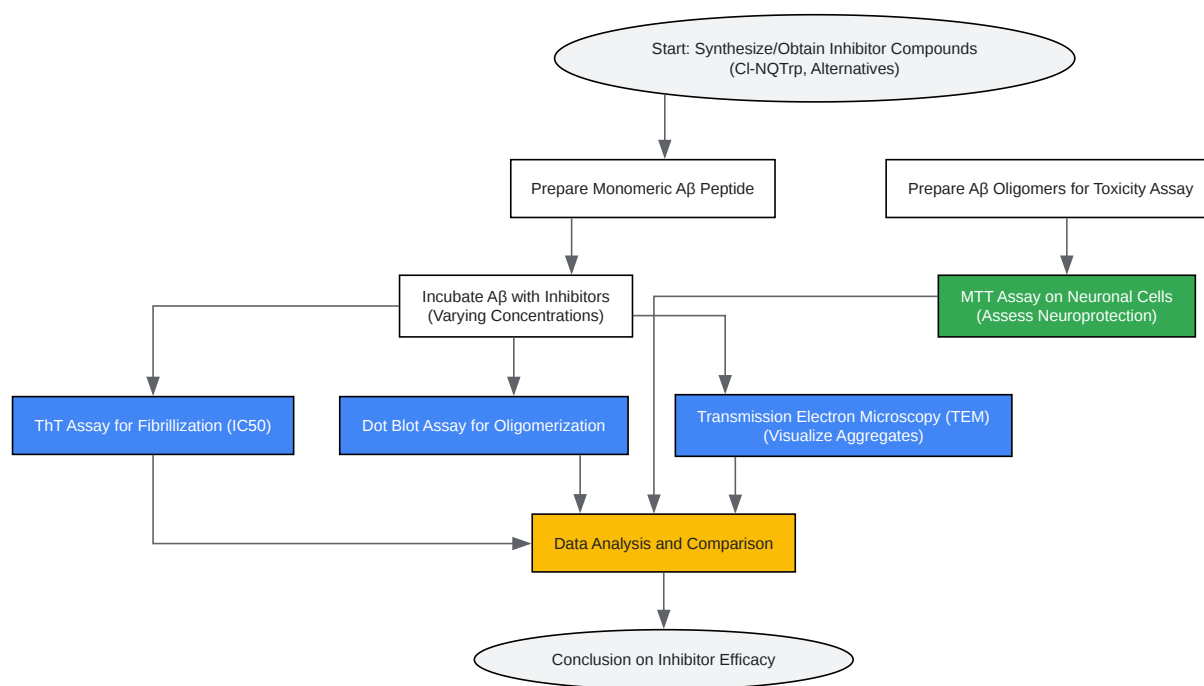 Start: Synthesize/Obtain Inhibitor Compounds
(Cl-NQTrp, Alternatives)
Prepare Monomeric Aβ Peptide
Prepare Aβ Oligomers for Toxicity Assay
Incubate Aβ with Inhibitors
(Varying Concentrations)
MTT Assay on Neuronal Cells
(Assess Neuroprotection)
ThT Assay for Fibrillization (IC50)
Dot Blot Assay for Oligomerization
Transmission Electron Microscopy (TEM)
(Visualize Aggregates)
Data Analysis and Comparison
Conclusion on Inhibitor Efficacy